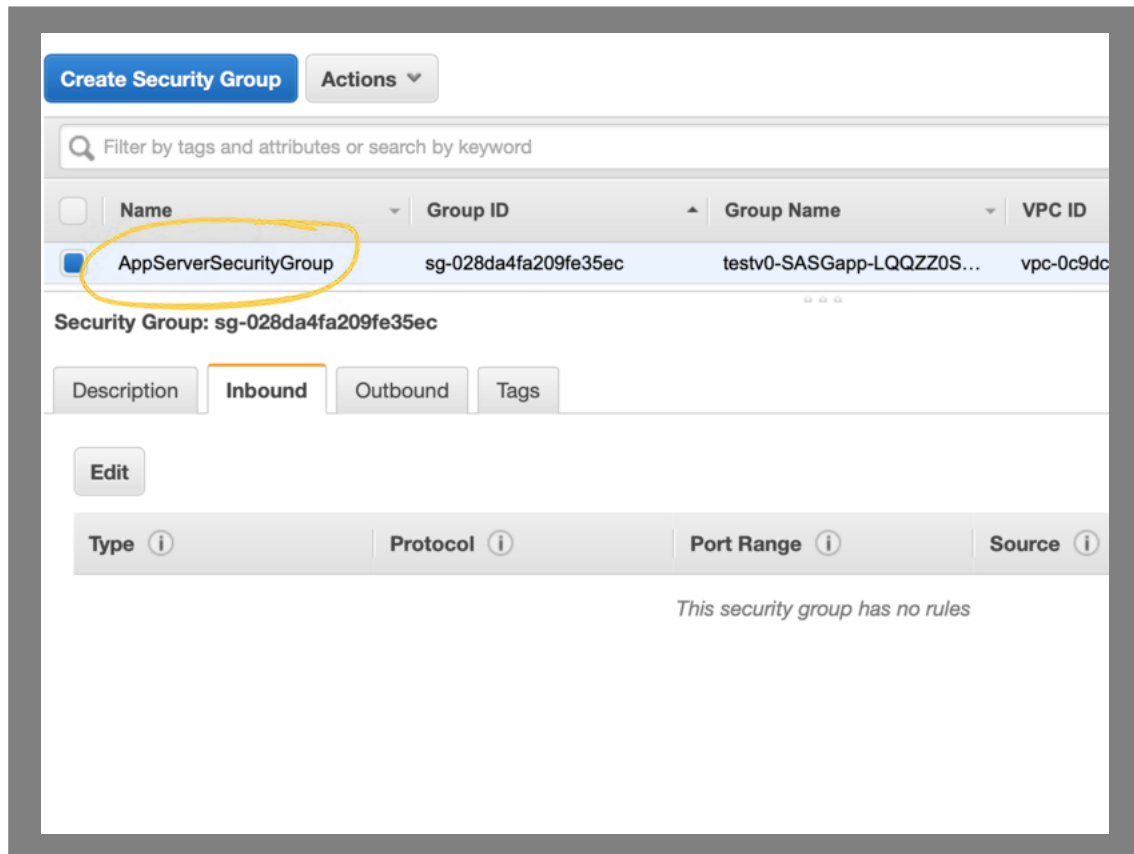 Create Security Group Actions
Filter by tags and attributes or search by keyword
Name Group ID Group Name VPC ID
AppServerSecurityGroup sg-028da4fa209fe35ec testv0-SASGapp-LQQZZ0S... vpc-0c9dc
Security Group: sg-028da4fa209fe35ec
Description Inbound Outbound Tags
Edit
Type Protocol Port Range Source
This security group has no rules